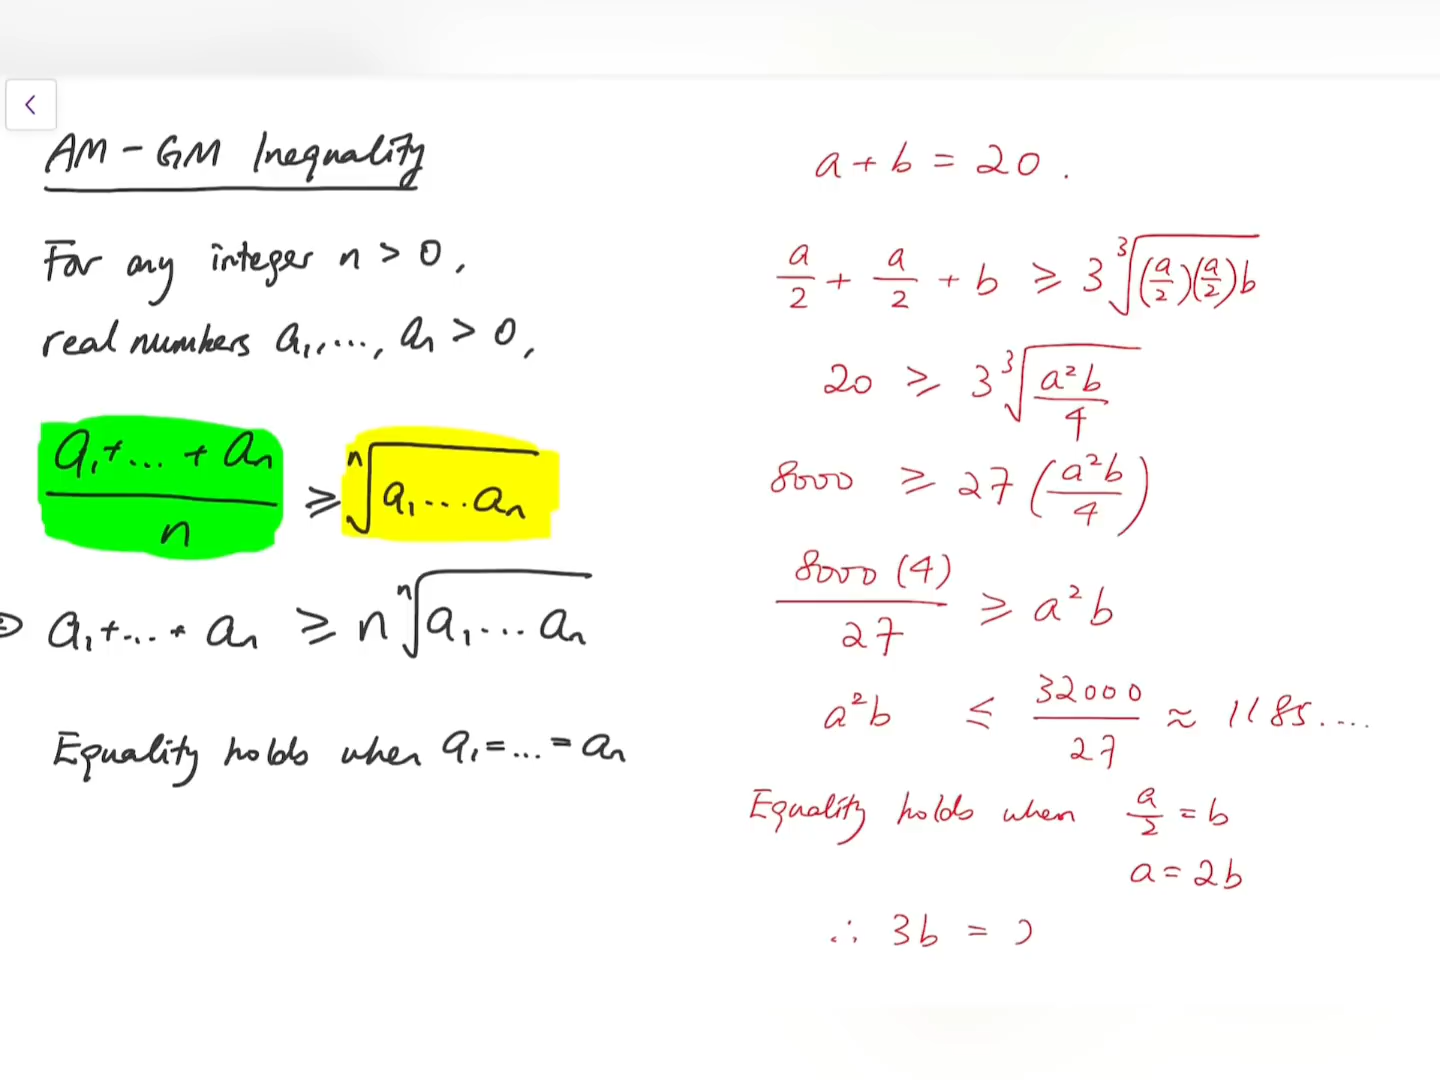 AM - GM Inequality
For any integer n > 0,
real numbers a₁, ..., aₙ > 0,
(a₁ + ... + aₙ)/n ≥ ⁿ√(a₁ ... aₙ)
a₁ + ... + aₙ ≥ n ⁿ√(a₁ ... aₙ)
Equality holds when a₁ = ... = aₙ
a + b = 20.
a/2 + a/2 + b ≥ 3 ³√((a/2)(a/2)b)
20 ≥ 3 ³√(a²b/4)
8000 ≥ 27 (a²b/4)
8000(4)/27 ≥ a²b
a²b ≤ 32000/27 ≈ 1185....
Equality holds when a/2 = b
a = 2b
∴ 3b =